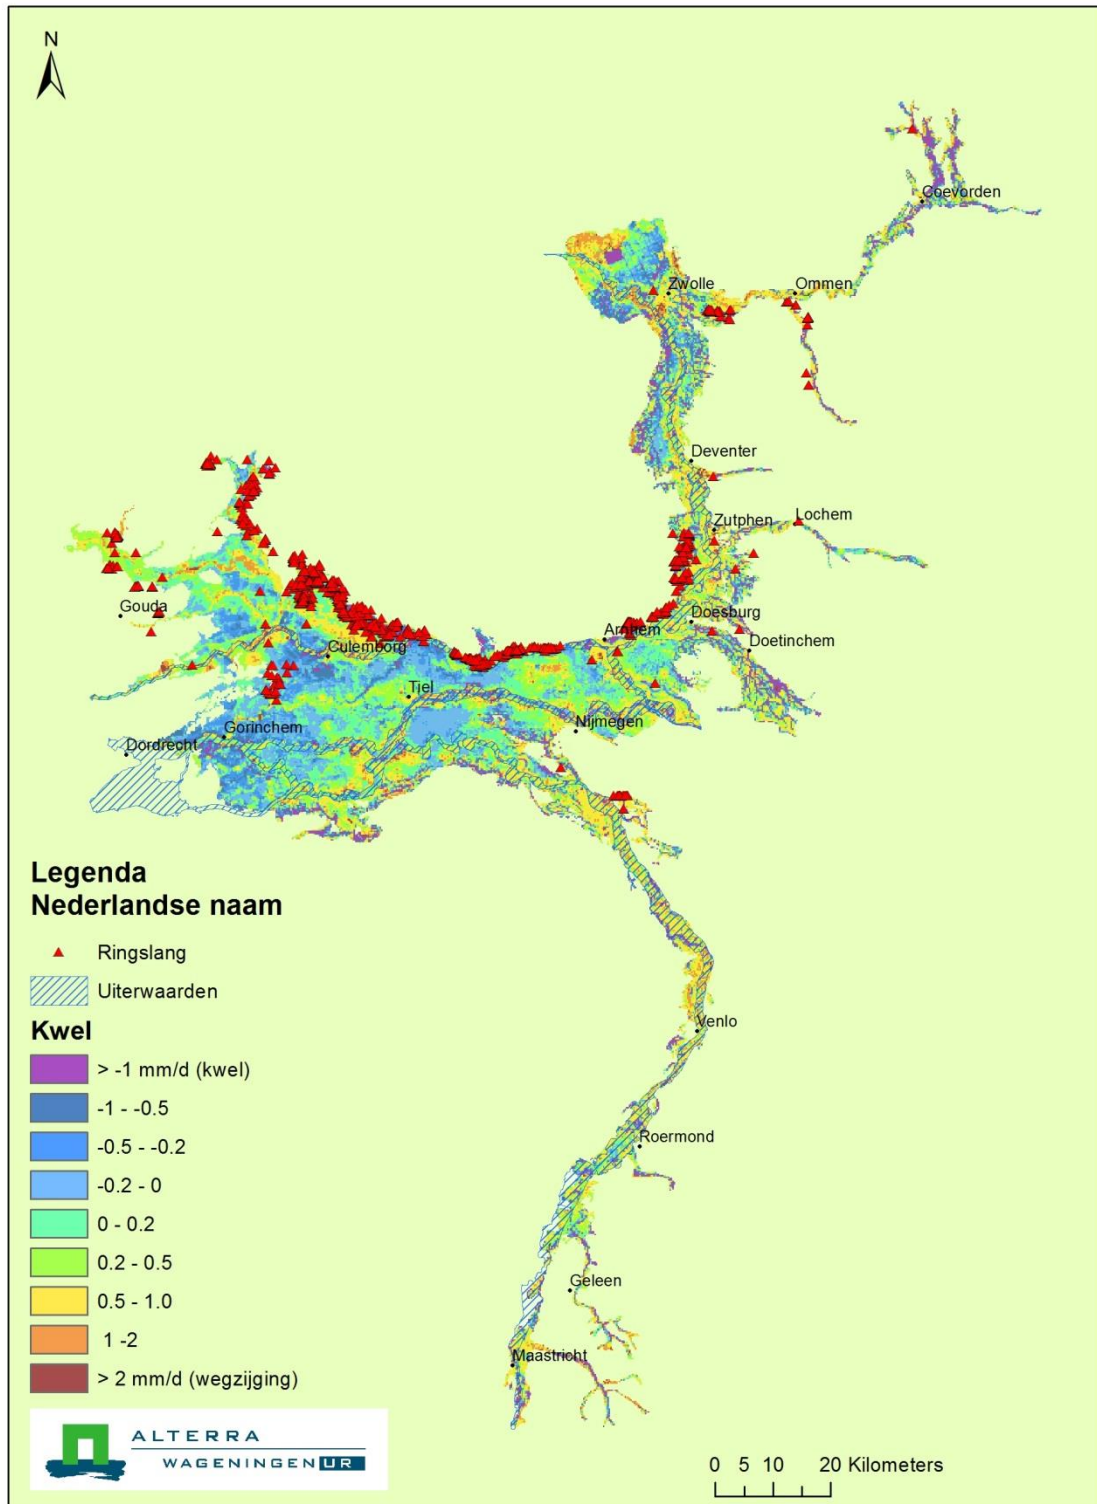 N
Coevorden
Zwolle
Ommen
Deventer
Zutphen
Lochem
Gouda
Doesburg
Arnhem
Doetinchem
Culemborg
Tiel
Nijmegen
Gorinchem
Dordrecht
Venlo
Roermond
Geleen
Maastricht
Legenda
Nederlandse naam
Ringslang
Uiterwaarden
Kwel
> -1 mm/d (kwel)
-1 - -0.5
-0.5 - -0.2
-0.2 - 0
0 - 0.2
0.2 - 0.5
0.5 - 1.0
1 -2
> 2 mm/d (wegzijging)
ALTERRA
WAGENINGEN UR
0 5 10 20 Kilometers